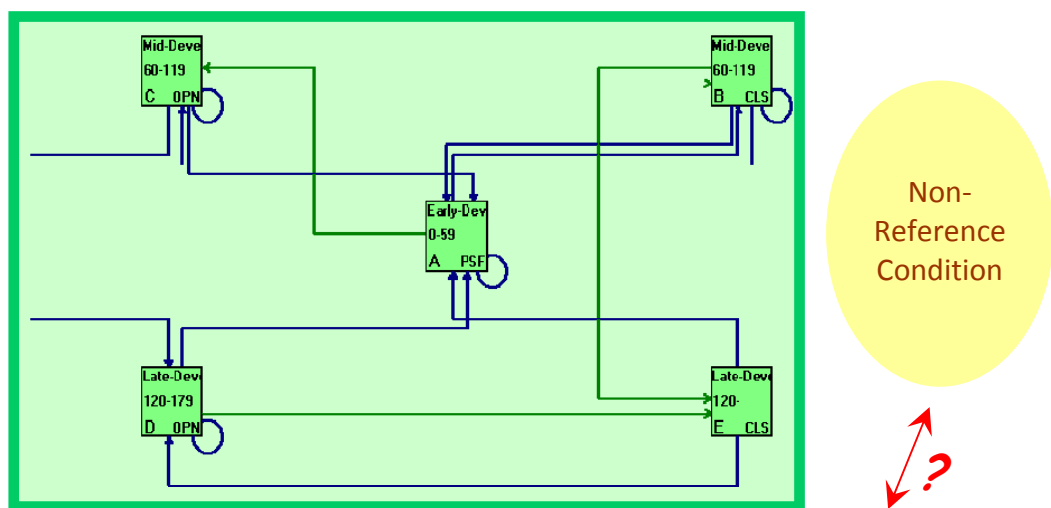 Mid-Deve
60-119
C OPN
Mid-Deve
60-119
B CLS
Early-Dev
0-59
A PSF
Late-Deve
120-179
D OPN
Late-Deve
120-
E CLS
Non-
Reference
Condition
?